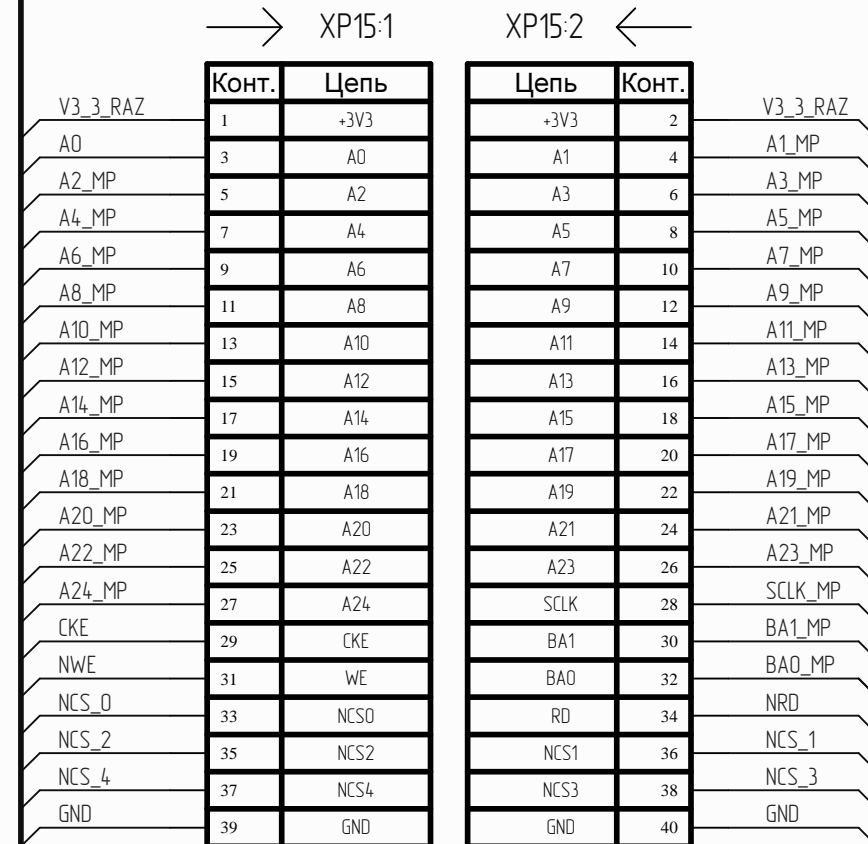 XP15:1 XP15:2
Конт. Цепь Цепь Конт.
V3_3_RAZ 1 +3V3 +3V3 2 V3_3_RAZ
A0 3 A0 A1 4 A1_MP
A2_MP 5 A2 A3 6 A3_MP
A4_MP 7 A4 A5 8 A5_MP
A6_MP 9 A6 A7 10 A7_MP
A8_MP 11 A8 A9 12 A9_MP
A10_MP 13 A10 A11 14 A11_MP
A12_MP 15 A12 A13 16 A13_MP
A14_MP 17 A14 A15 18 A15_MP
A16_MP 19 A16 A17 20 A17_MP
A18_MP 21 A18 A19 22 A19_MP
A20_MP 23 A20 A21 24 A21_MP
A22_MP 25 A22 A23 26 A23_MP
A24_MP 27 A24 SCLK 28 SCLK_MP
CKE 29 CKE BA1 30 BA1_MP
NWE 31 WE BA0 32 BA0_MP
NCS_0 33 NCS0 RD 34 NRD
NCS_2 35 NCS2 NCS1 36 NCS_1
NCS_4 37 NCS4 NCS3 38 NCS_3
GND 39 GND GND 40 GND